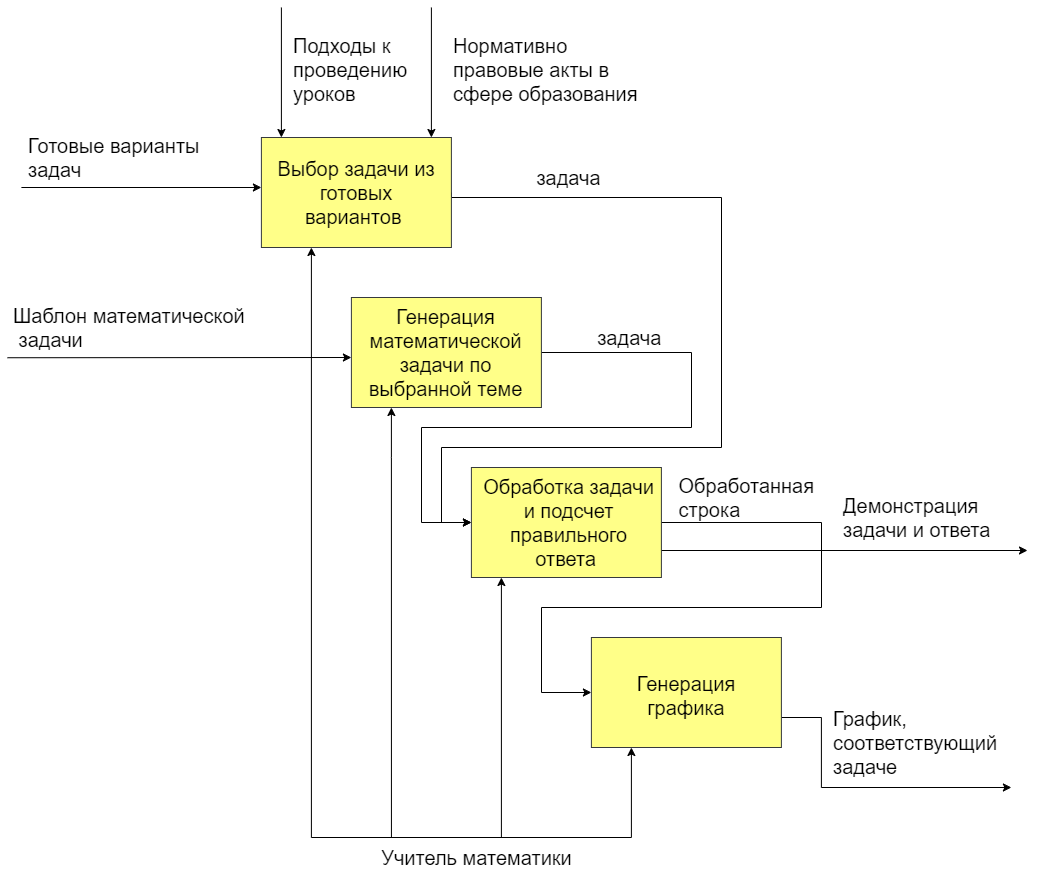 Подходы к
проведению
уроков
Нормативно
правовые акты в
сфере образования
Готовые варианты
задач
Выбор задачи из
готовых
вариантов
задача
Шаблон математической
задачи
Генерация
математической
задачи по
выбранной теме
задача
Обработка задачи
и подсчет
правильного
ответа
Обработанная
строка
Демонстрация
задачи и ответа
Генерация
графика
График,
соответствующий
задаче
Учитель математики